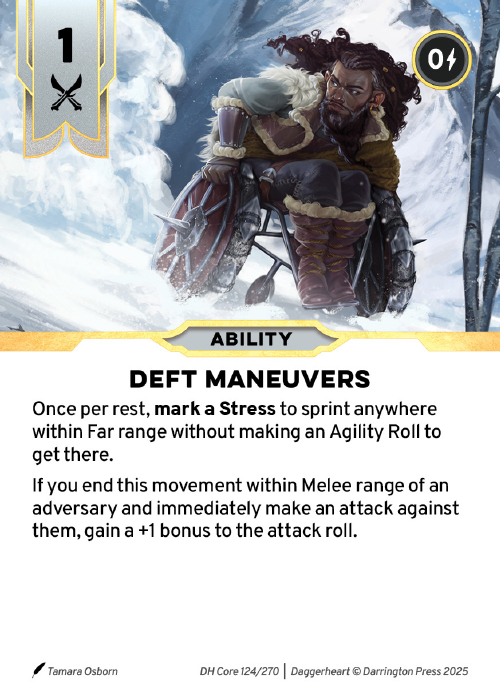 1
0
ABILITY
DEFT MANEUVERS
Once per rest, mark a Stress to sprint anywhere
within Far range without making an Agility Roll to
get there.
If you end this movement within Melee range of an
adversary and immediately make an attack against
them, gain a +1 bonus to the attack roll.
Tamara Osborn
DH Core 124/270 | Daggerheart © Darrington Press 2025